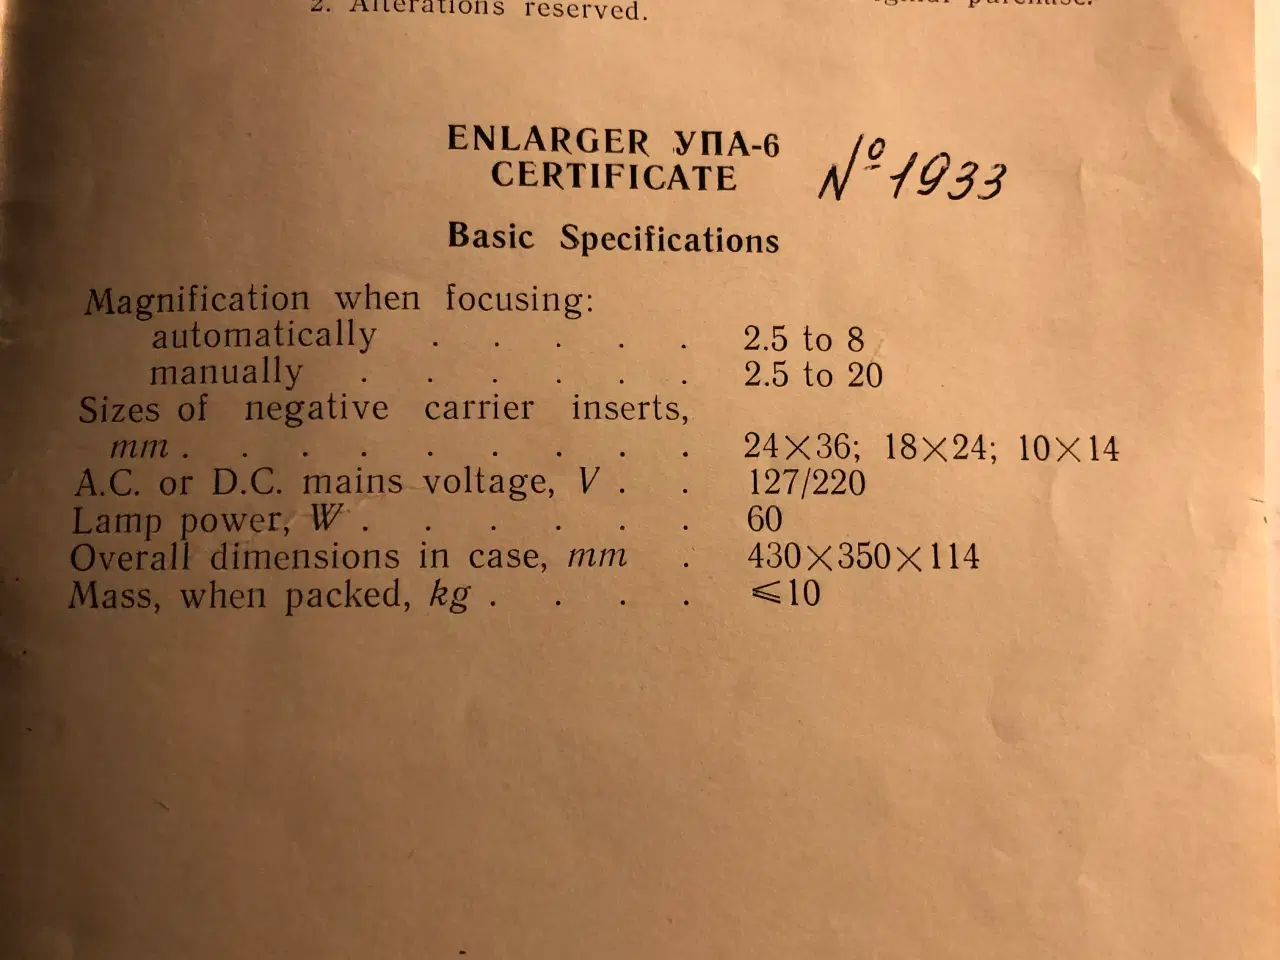 2. Alterations reserved.
purchase.
ENLARGER УПА-6
CERTIFICATE № 1933
Basic Specifications
Magnification when focusing:
automatically . . . . . 2.5 to 8
manually . . . . . . 2.5 to 20
Sizes of negative carrier inserts,
mm . . . . . . . . . 24×36; 18×24; 10×14
A.C. or D.C. mains voltage, V . . 127/220
Lamp power, W . . . . . . 60
Overall dimensions in case, mm . 430×350×114
Mass, when packed, kg . . . . ⩽10